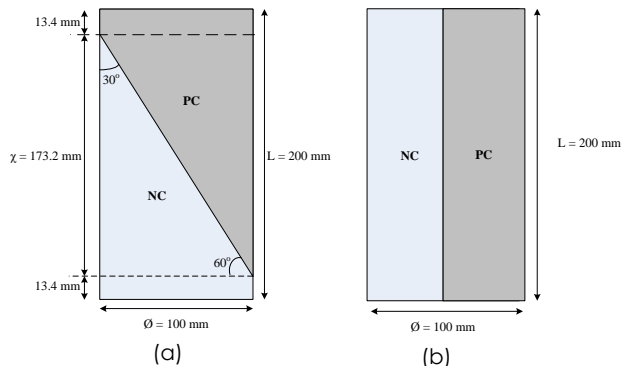 13.4 mm
30°
PC
χ = 173.2 mm
L = 200 mm
NC
60°
13.4 mm
Ø = 100 mm
(a)
NC
PC
L = 200 mm
Ø = 100 mm
(b)